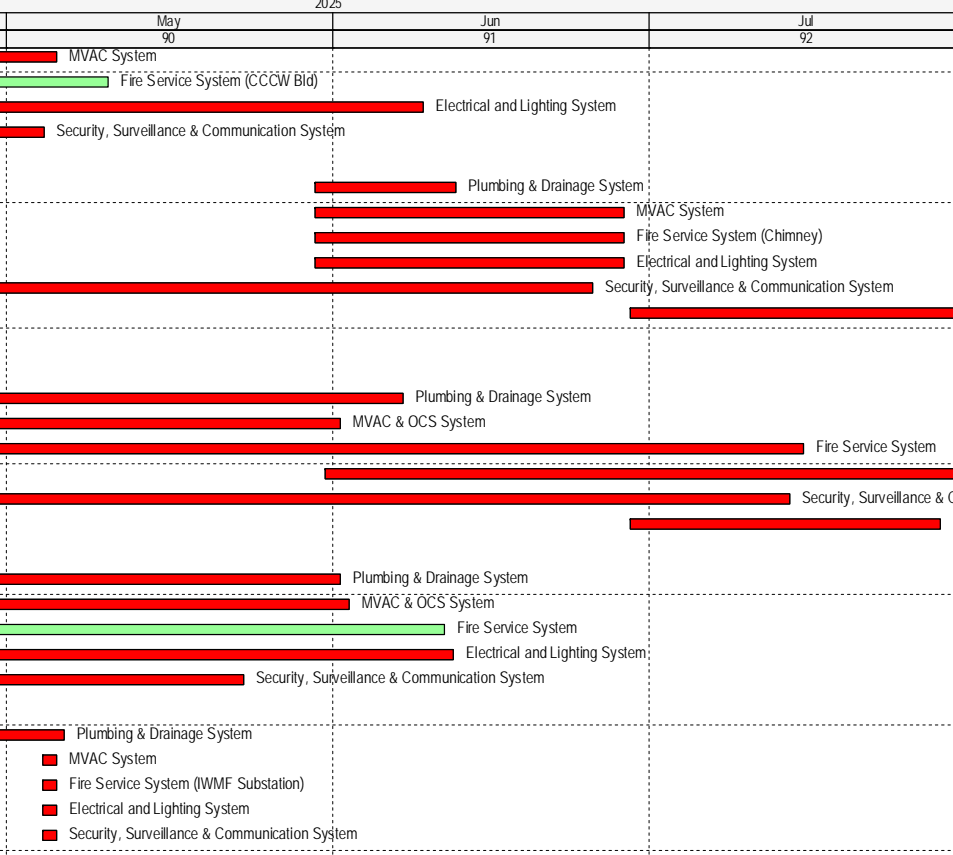 2025
May
Jun
Jul
90
91
92
MVAC System
Fire Service System (CCCW Bld)
Electrical and Lighting System
Security, Surveillance & Communication System
Plumbing & Drainage System
MVAC System
Fire Service System (Chimney)
Electrical and Lighting System
Security, Surveillance & Communication System
Plumbing & Drainage System
MVAC & OCS System
Fire Service System
Security, Surveillance &
Plumbing & Drainage System
MVAC & OCS System
Fire Service System
Electrical and Lighting System
Security, Surveillance & Communication System
Plumbing & Drainage System
MVAC System
Fire Service System (IWMF Substation)
Electrical and Lighting System
Security, Surveillance & Communication System